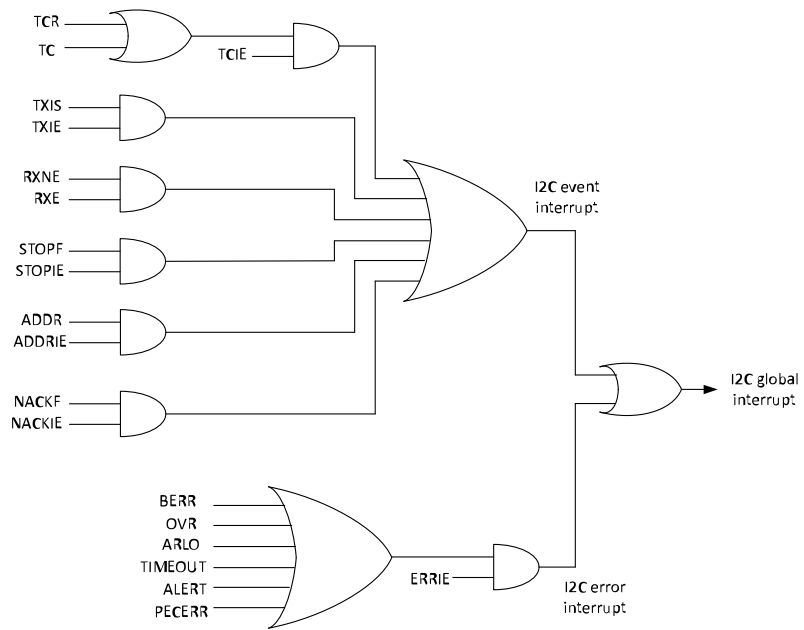 TCR
TC
TCIE
TXIS
TXIE
RXNE
RXE
STOPF
STOPIE
ADDR
ADDRIE
NACKF
NACKIE
I2C event
interrupt
I2C global
interrupt
BERR
OVR
ARLO
TIMEOUT
ALERT
PECERR
ERRIE
I2C error
interrupt